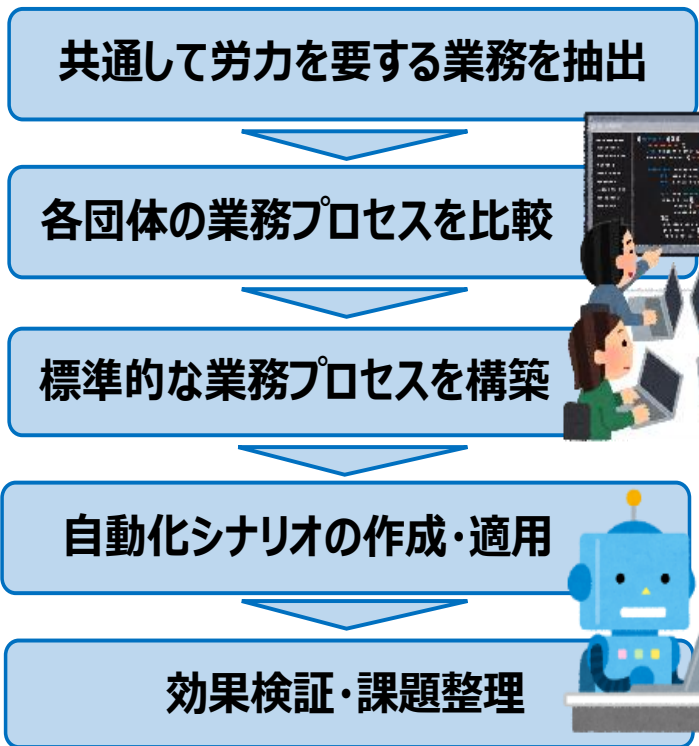 共通して労力を要する業務を抽出
各団体の業務プロセスを比較
標準的な業務プロセスを構築
自動化シナリオの作成・適用
効果検証・課題整理